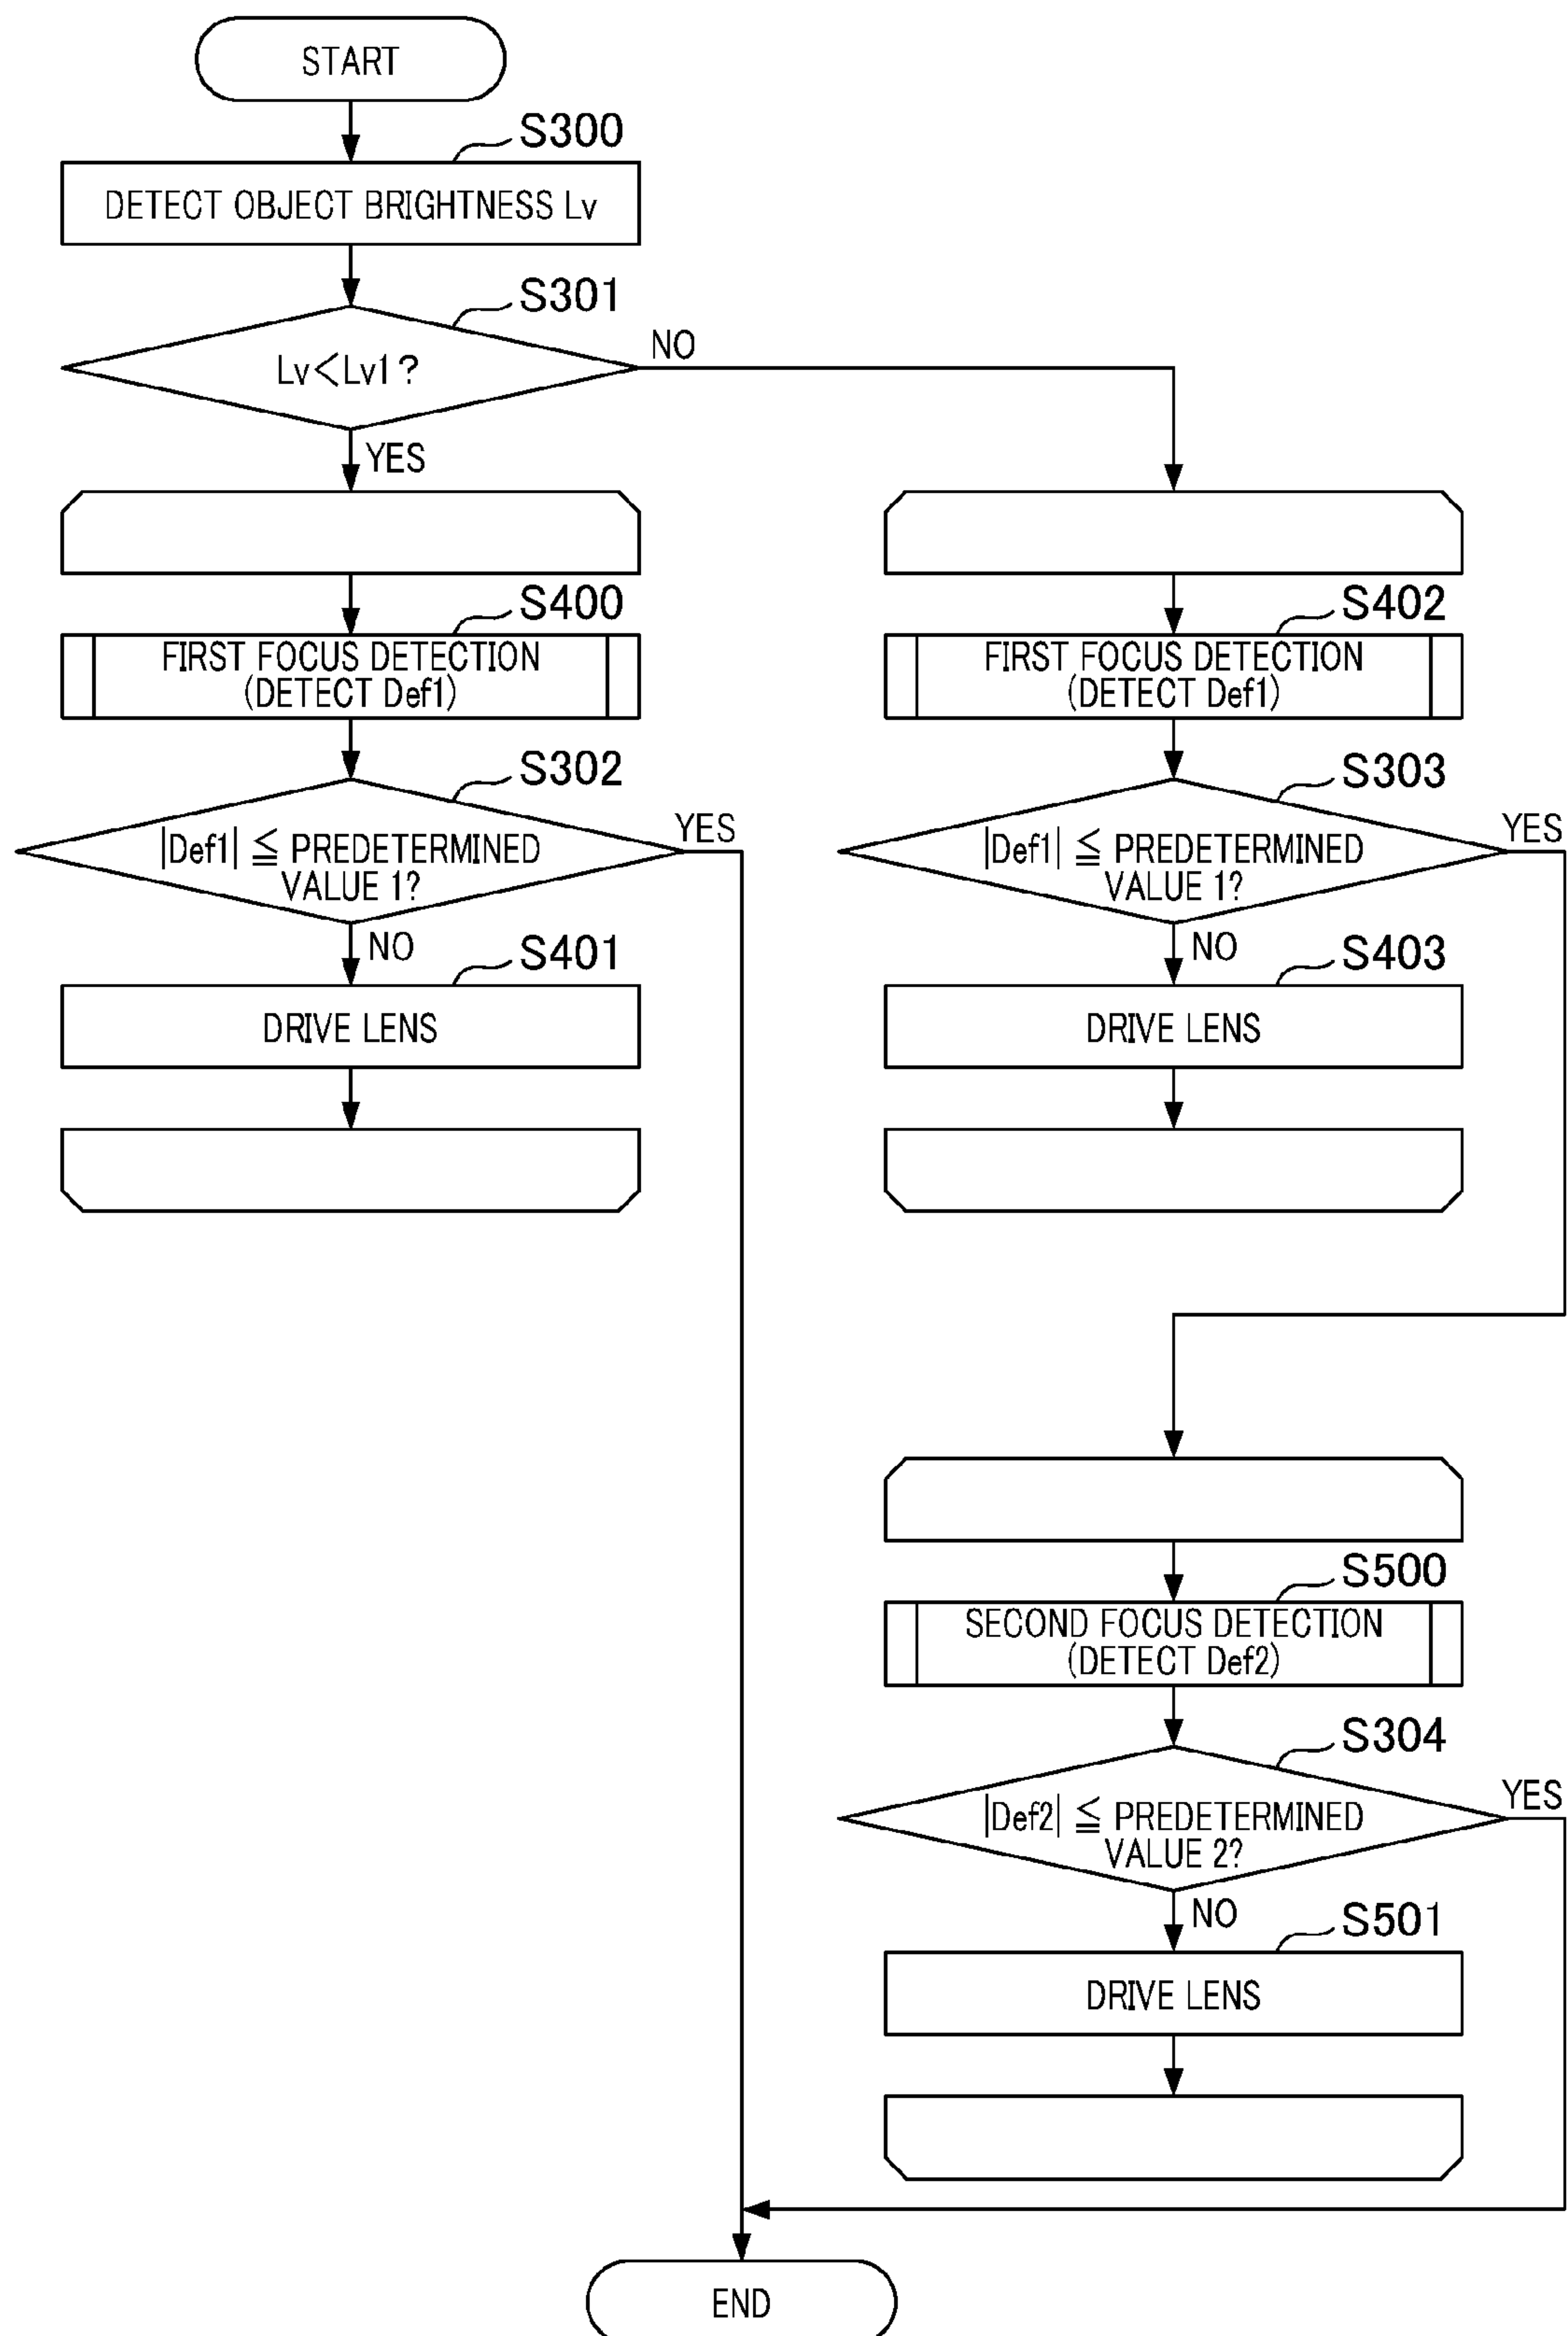 START
S300
DETECT OBJECT BRIGHTNESS Lv
S301
Lv<Lv1?
NO
YES
S400
FIRST FOCUS DETECTION
(DETECT Def1)
S302
|Def1| ≦ PREDETERMINED
VALUE 1?
YES
NO
S401
DRIVE LENS
S402
FIRST FOCUS DETECTION
(DETECT Def1)
S303
|Def1| ≦ PREDETERMINED
VALUE 1?
YES
NO
S403
DRIVE LENS
S500
SECOND FOCUS DETECTION
(DETECT Def2)
S304
|Def2| ≦ PREDETERMINED
VALUE 2?
YES
NO
S501
DRIVE LENS
END